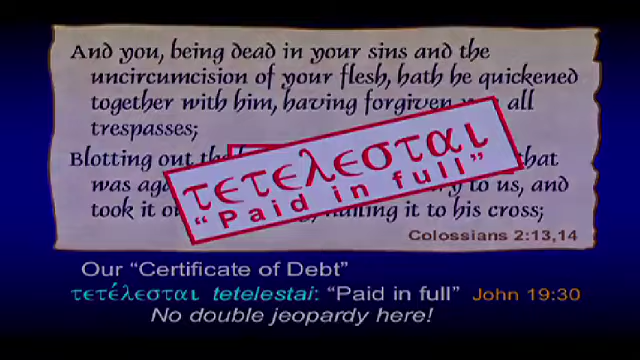 And you, being dead in your sins and the
uncircumcision of your flesh, hath he quickened
together with him, having forgiven you all
trespasses;
Blotting out the that
was to us, and
took it nailing it to his cross;
τετελεσται
"Paid in full"
Colossians 2:13,14
Our "Certificate of Debt"
τετέλεσται tetelestai: "Paid in full" John 19:30
No double jeopardy here!